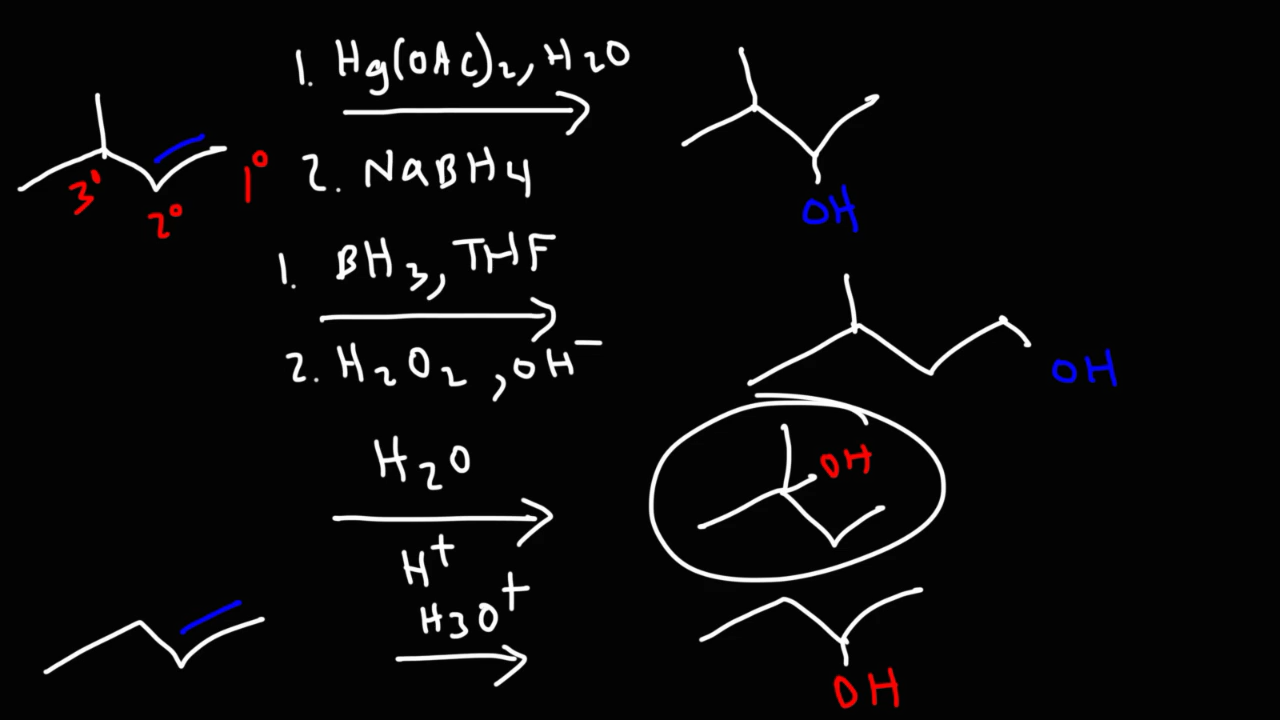 1. Hg(OAc)₂, H₂O
3°
2°
1°
2. NaBH₄
OH
1. BH₃, THF
2. H₂O₂, OH⁻
OH
H₂O
OH
H⁺
H₃O⁺
OH